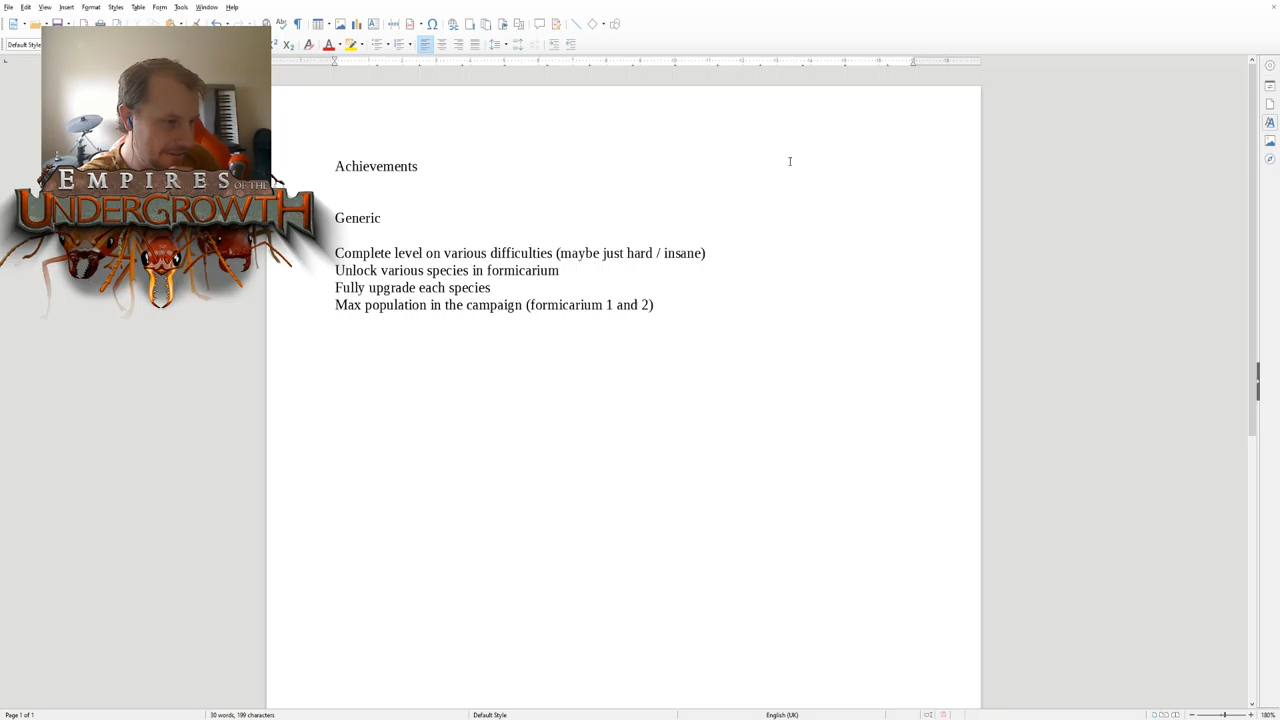 File Edit View Insert Format Styles Table Form Tools Window Help
Default Style
Achievements
EMPIRES OF THE
UNDERGROWTH
Generic
Complete level on various difficulties (maybe just hard / insane)
Unlock various species in formicarium
Fully upgrade each species
Max population in the campaign (formicarium 1 and 2)
Page 1 of 1 30 words, 199 characters Default Style English (UK) 180%